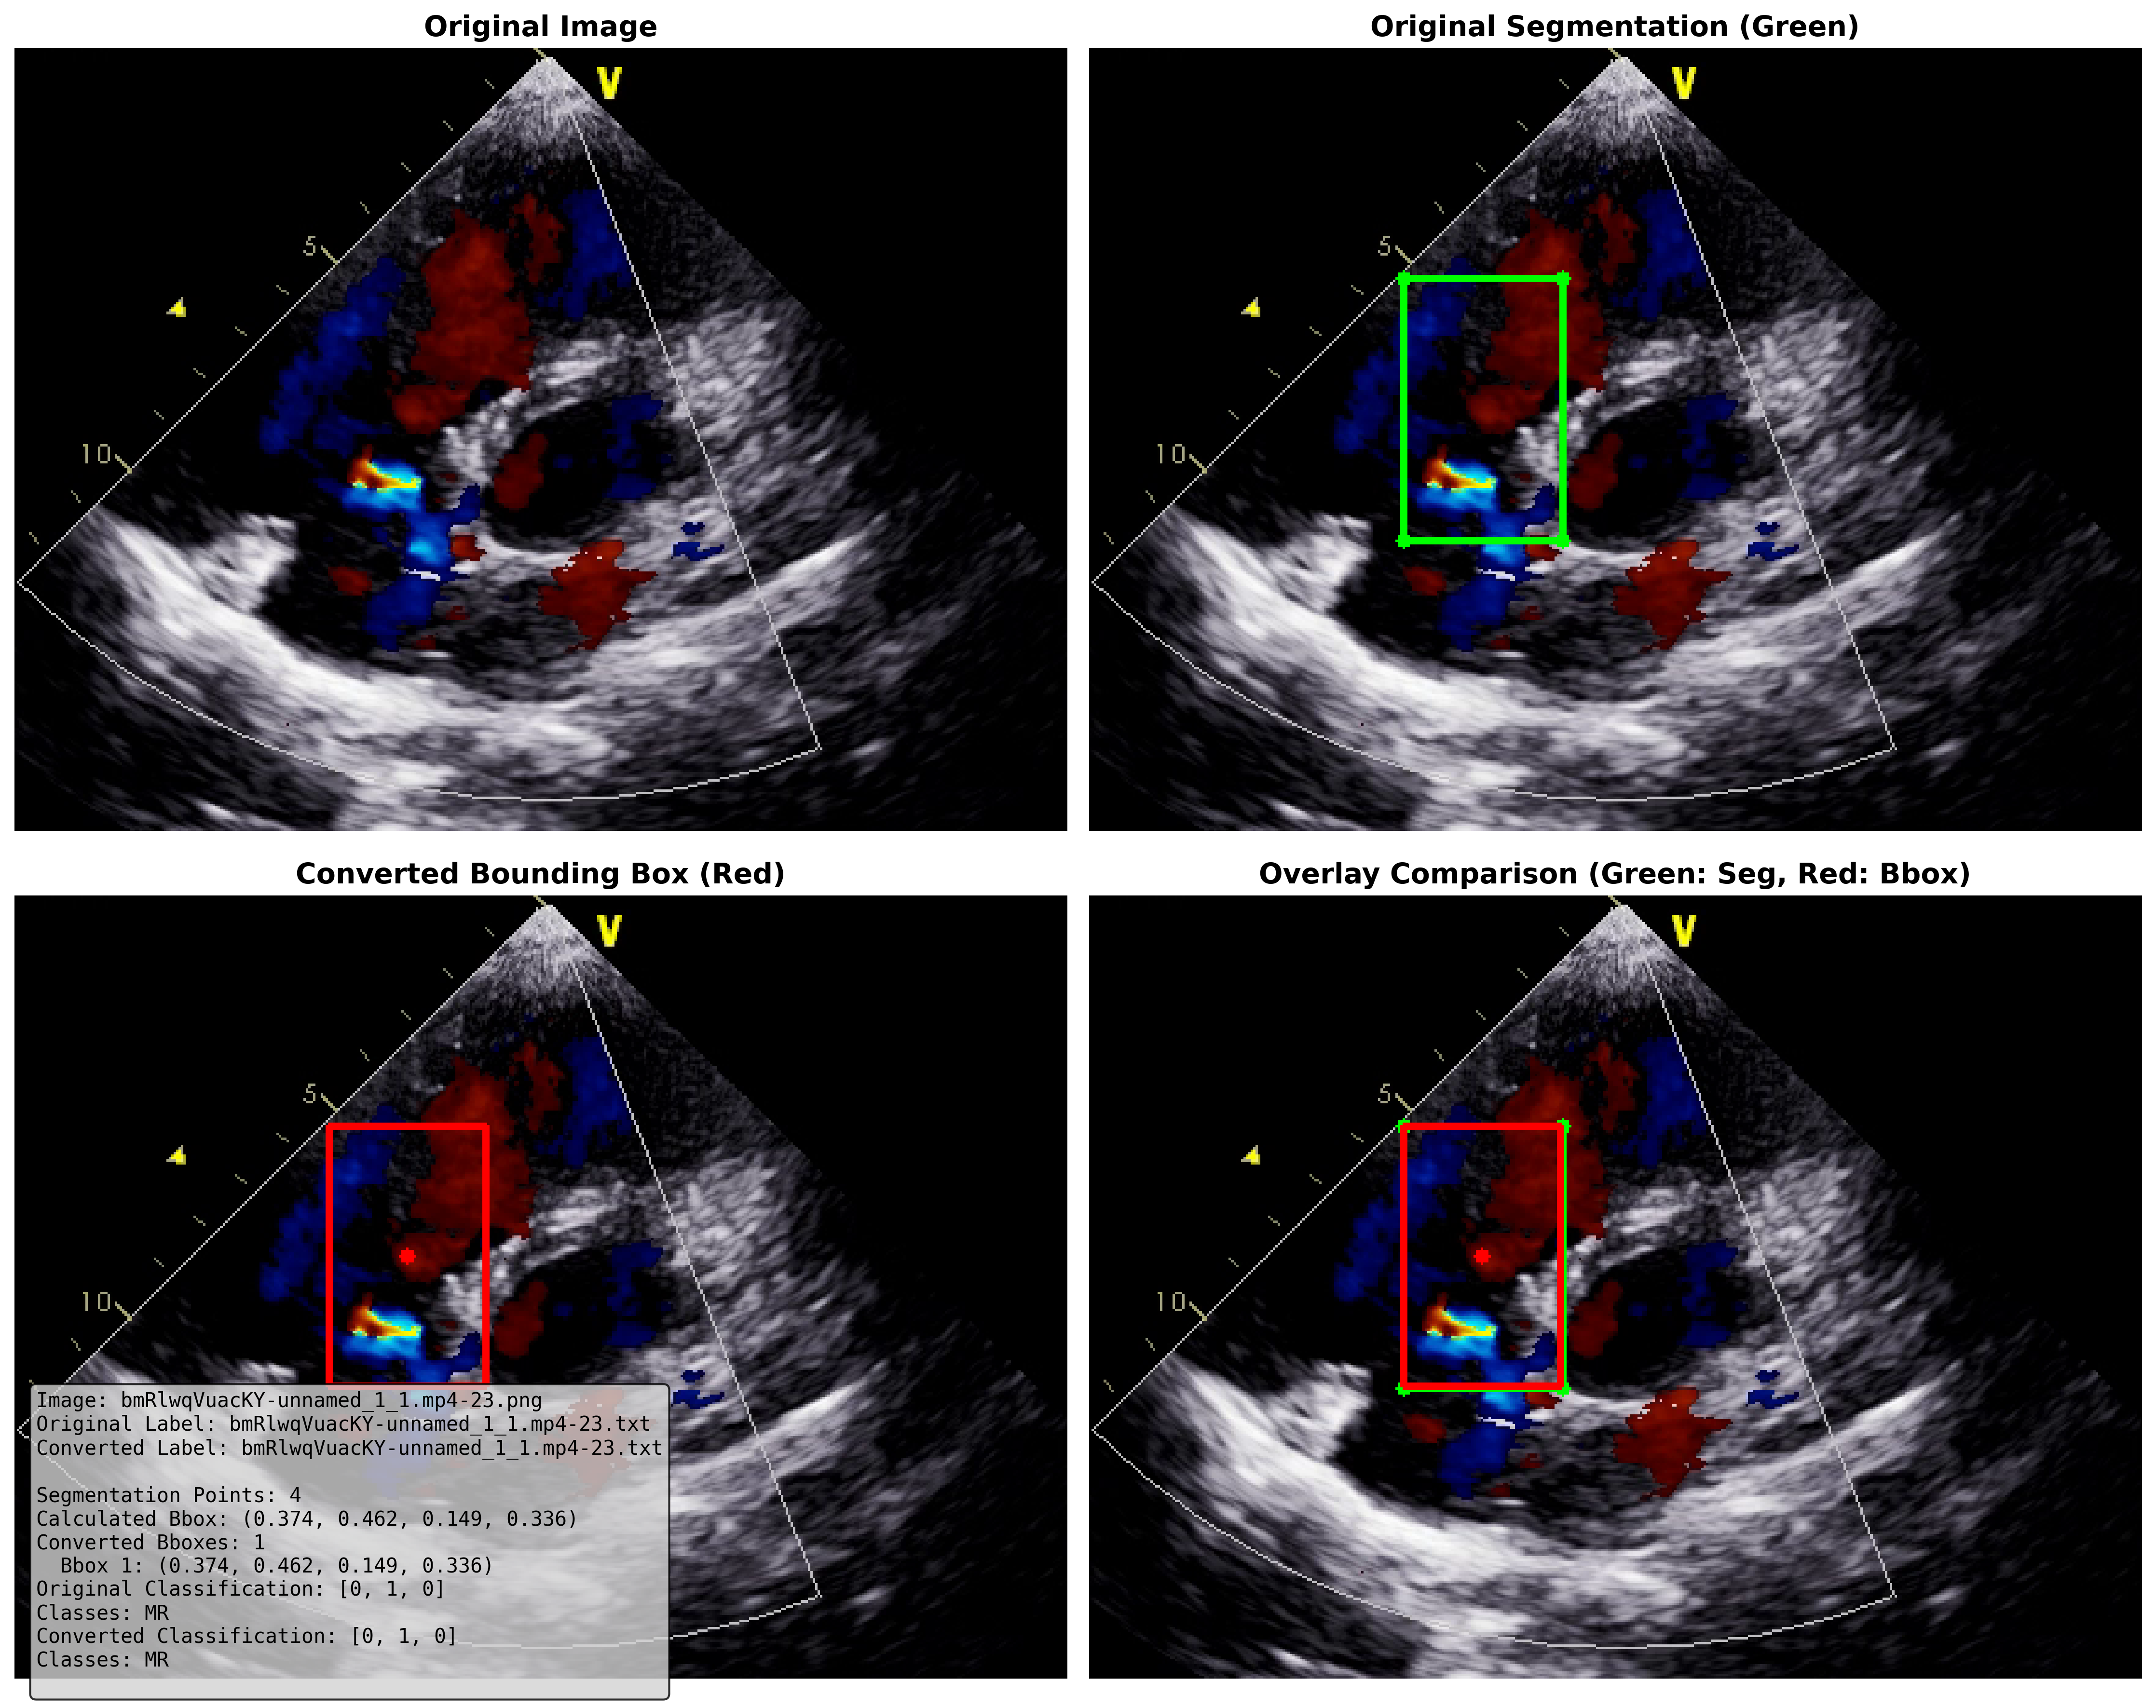 Original Image
Original Segmentation (Green)
V
5
10
V
5
10
Converted Bounding Box (Red)
Overlay Comparison (Green: Seg, Red: Bbox)
V
5
10
V
5
10
Image: bmRlwqVuacKY-unnamed_1_1.mp4-23.png
Original Label: bmRlwqVuacKY-unnamed_1_1.mp4-23.txt
Converted Label: bmRlwqVuacKY-unnamed_1_1.mp4-23.txt
Segmentation Points: 4
Calculated Bbox: (0.374, 0.462, 0.149, 0.336)
Converted Bboxes: 1
Bbox 1: (0.374, 0.462, 0.149, 0.336)
Original Classification: [0, 1, 0]
Classes: MR
Converted Classification: [0, 1, 0]
Classes: MR